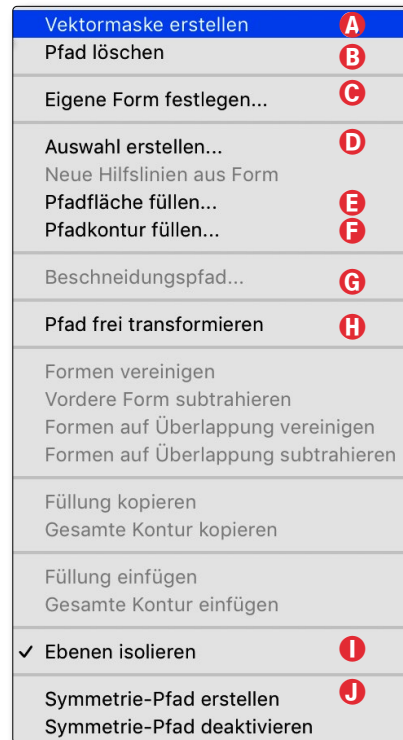 Vektormaske erstellen A
Pfad löschen B
Eigene Form festlegen... C
Auswahl erstellen... D
Neue Hilfslinien aus Form
Pfadfläche füllen... E
Pfadkontur füllen... F
Beschneidungspfad... G
Pfad frei transformieren H
Formen vereinigen
Vordere Form subtrahieren
Formen auf Überlappung vereinigen
Formen auf Überlappung subtrahieren
Füllung kopieren
Gesamte Kontur kopieren
Füllung einfügen
Gesamte Kontur einfügen
✓ Ebenen isolieren I
Symmetrie-Pfad erstellen J
Symmetrie-Pfad deaktivieren